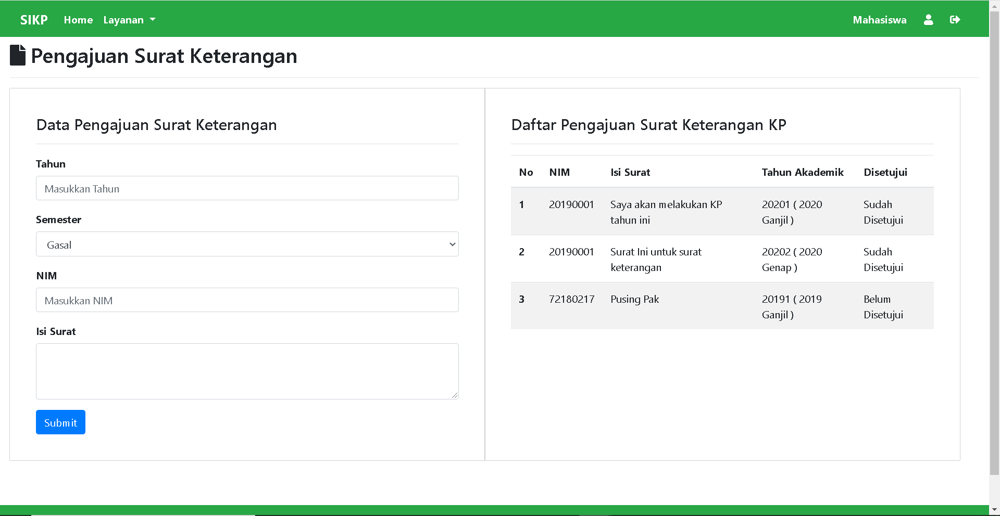 SIKP Home Layanan Mahasiswa
Pengajuan Surat Keterangan
Data Pengajuan Surat Keterangan
Tahun
Masukkan Tahun
Semester
Gasal
NIM
Masukkan NIM
Isi Surat
Submit
Daftar Pengajuan Surat Keterangan KP
No NIM Isi Surat Tahun Akademik Disetujui
1 20190001 Saya akan melakukan KP 20201 ( 2020 Sudah
tahun ini Ganjil ) Disetujui
2 20190001 Surat Ini untuk surat 20202 ( 2020 Sudah
keterangan Genap ) Disetujui
3 72180217 Pusing Pak 20191 ( 2019 Belum
Ganjil ) Disetujui